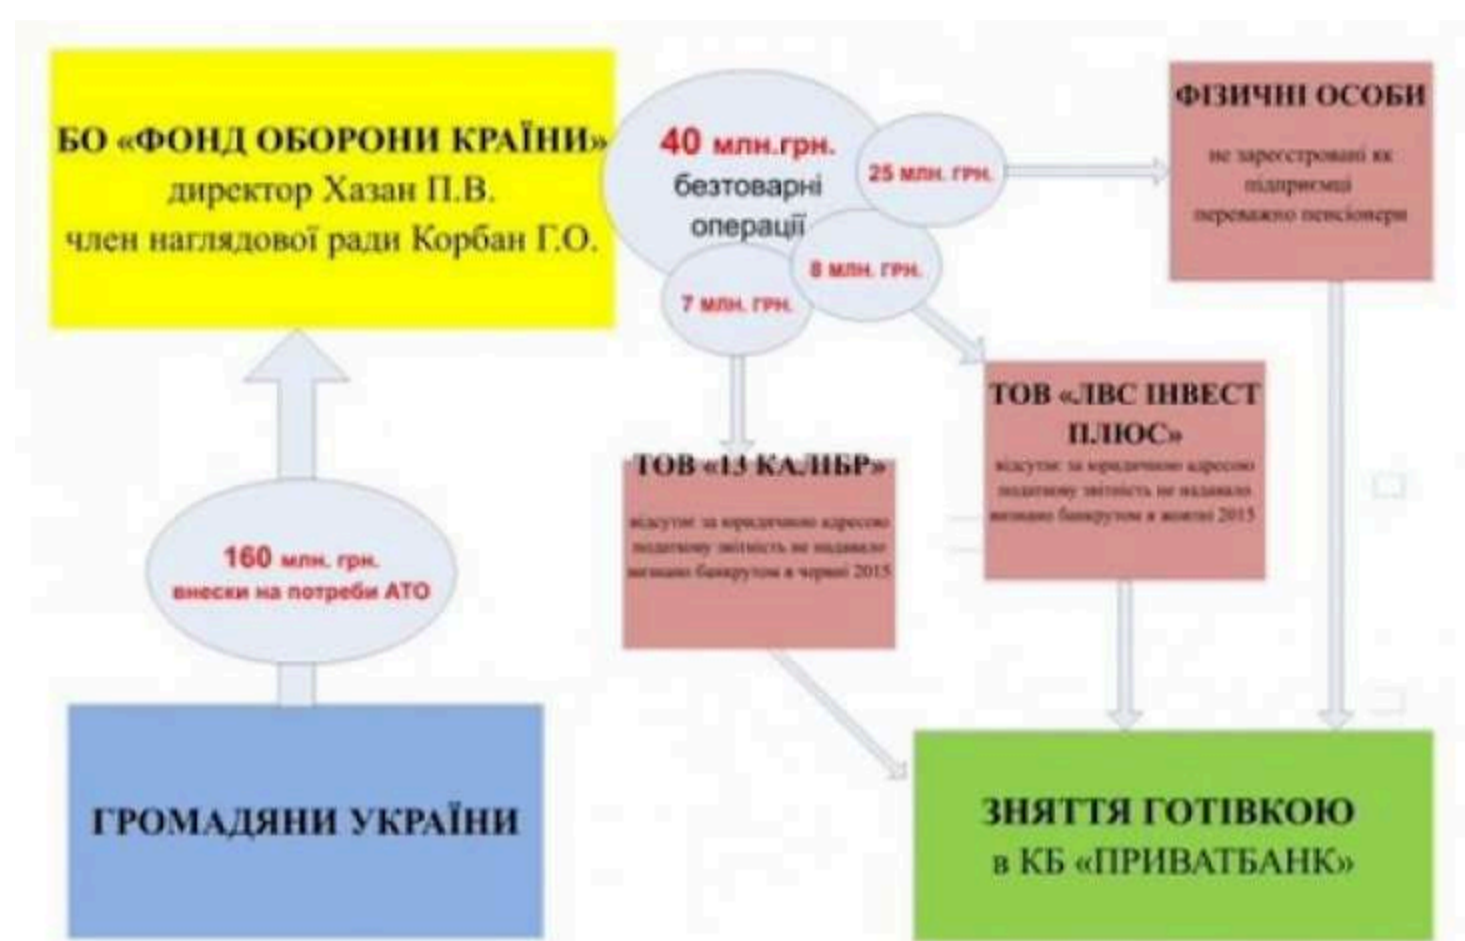 БО «ФОНД ОБОРОНИ КРАЇНИ»
директор Хазан П.В.
член наглядової ради Корбан Г.О.
40 млн.грн.
безтоварні
операції
25 МЛН. ГРН.
8 МЛН. ГРН.
7 МЛН. ГРН.
ФІЗИЧНІ ОСОБИ
не зареєстровані як
підприємці
переважно пенсіонери
ТОВ «ЛВС ІНВЕСТ
ПЛЮС»
відсутнє за юридичною адресою
податкову звітність не надавало
визнано банкрутом в жовтні 2015
ТОВ «13 КАЛІБР»
відсутнє за юридичною адресою
податкову звітність не надавало
визнано банкрутом в червні 2015
160 млн. грн.
внески на потреби АТО
ГРОМАДЯНИ УКРАЇНИ
ЗНЯТТЯ ГОТІВКОЮ
в КБ «ПРИВАТБАНК»